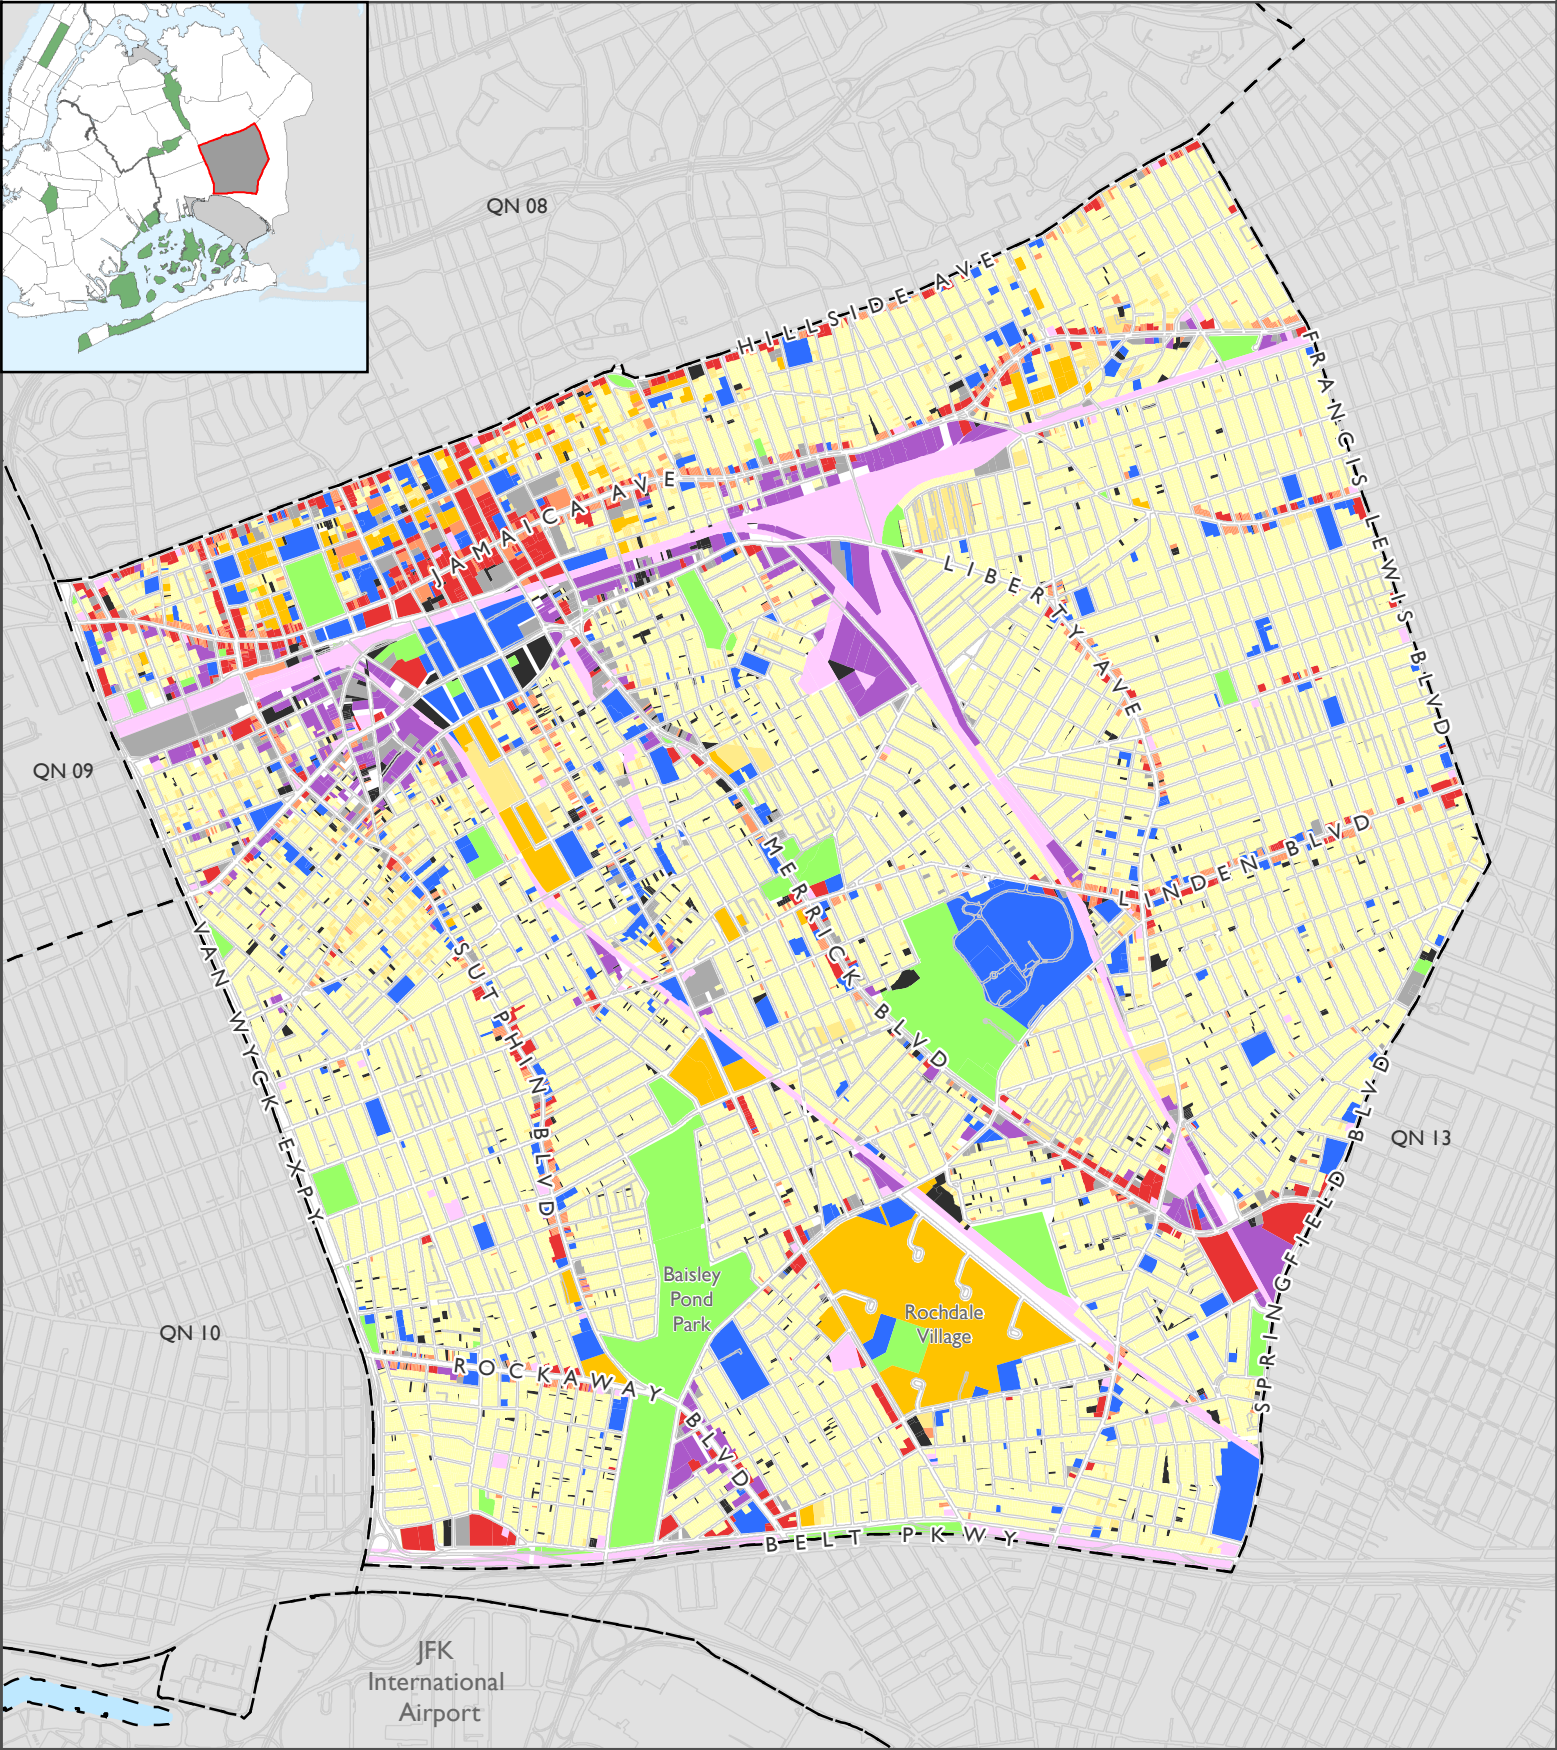 QN 08
HILLSIDE AVE
FRANCIS LEWIS BLVD
JAMAICA AVE
LIBERTY AVE
QN 09
LINDEN BLVD
MERRICK BLVD
VAN WYCK EXPY
SUTPHIN BLVD
QN 13
SPRINGFIELD BLVD
Baisley
Pond
Park
Rochdale
Village
QN 10
ROCKAWAY BLVD
BELT PKWY
JFK
International
Airport